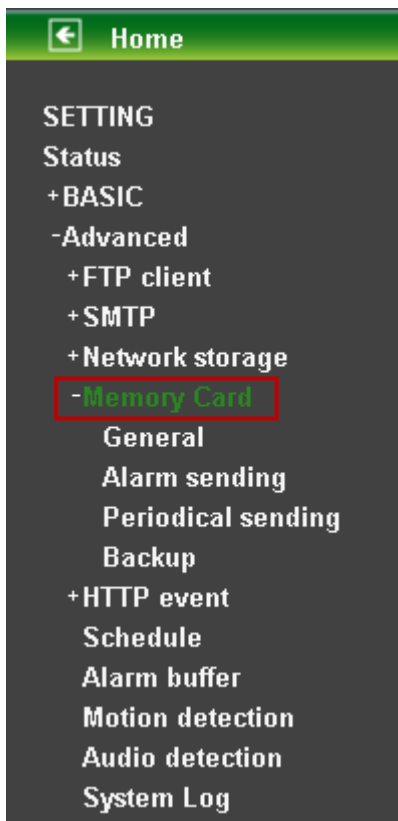 Home
SETTING
Status
+BASIC
-Advanced
+FTP client
+SMTP
+Network storage
-Memory Card
General
Alarm sending
Periodical sending
Backup
+HTTP event
Schedule
Alarm buffer
Motion detection
Audio detection
System Log